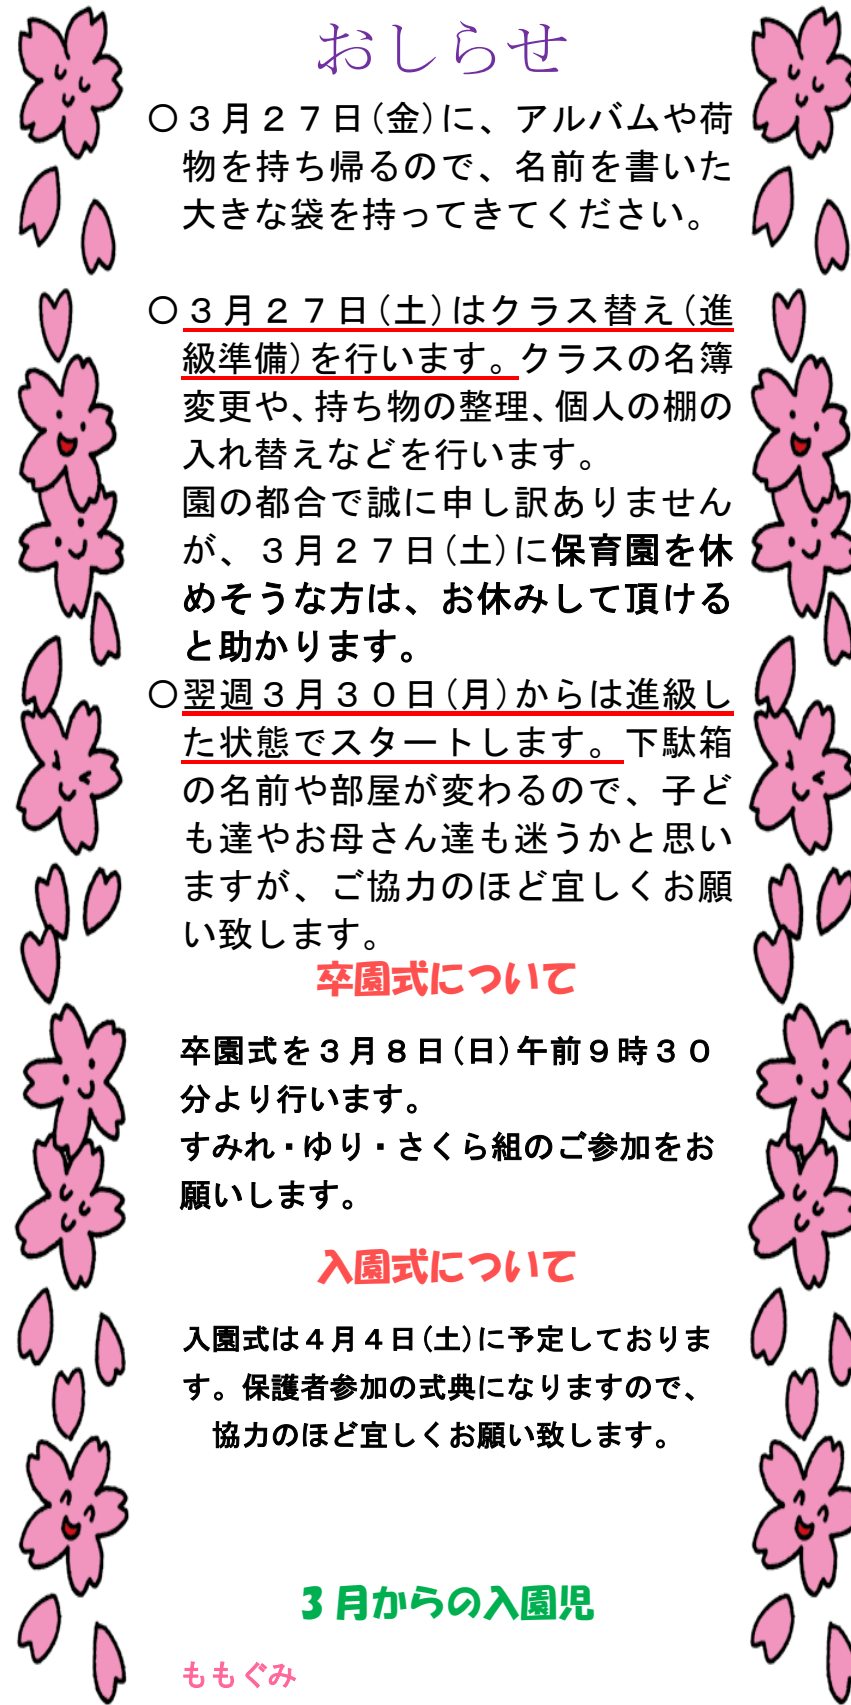 おしらせ
〇３月２７日(金)に、アルバムや荷
物を持ち帰るので、名前を書いた
大きな袋を持ってきてください。
〇３月２７日(土)はクラス替え(進
級準備)を行います。クラスの名簿
変更や、持ち物の整理、個人の棚の
入れ替えなどを行います。
園の都合で誠に申し訳ありません
が、３月２７日(土)に保育園を休
めそうな方は、お休みして頂ける
と助かります。
〇翌週３月３０日(月)からは進級し
た状態でスタートします。下駄箱
の名前や部屋が変わるので、子ど
も達やお母さん達も迷うかと思い
ますが、ご協力のほど宜しくお願
い致します。
卒園式について
卒園式を３月８日(日)午前９時３０
分より行います。
すみれ・ゆり・さくら組のご参加をお
願いします。
入園式について
入園式は４月４日(土)に予定しておりま
す。保護者参加の式典になりますので、
協力のほど宜しくお願い致します。
３月からの入園児
ももぐみ